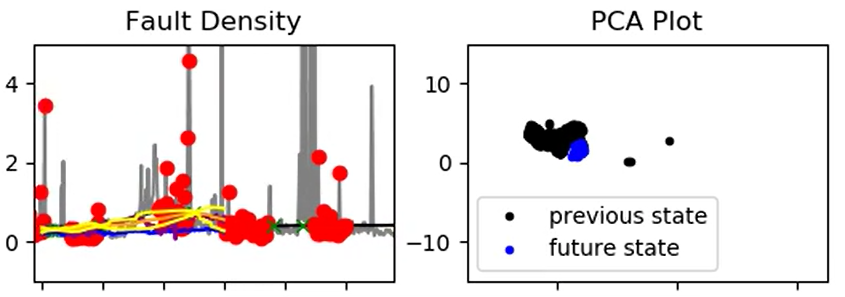 Fault Density
4
2
0
PCA Plot
10
0
−10
previous state
future state